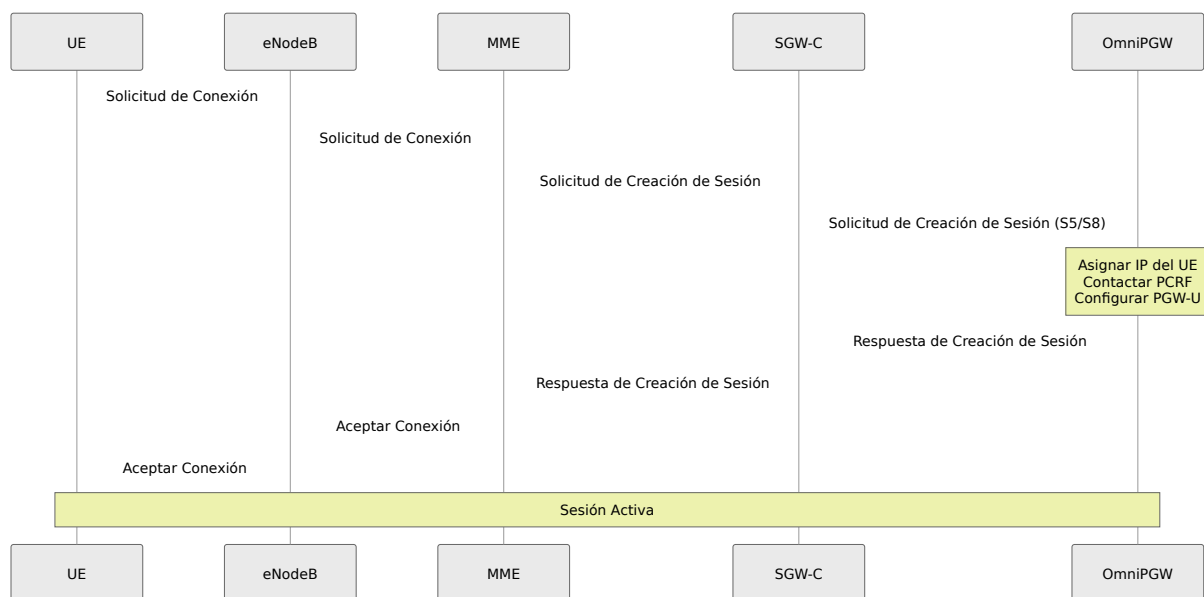 UE
eNodeB
MME
SGW-C
OmniPGW
Solicitud de Conexión
Solicitud de Conexión
Solicitud de Creación de Sesión
Solicitud de Creación de Sesión (S5/S8)
Asignar IP del UE
Contactar PCRF
Configurar PGW-U
Respuesta de Creación de Sesión
Respuesta de Creación de Sesión
Aceptar Conexión
Aceptar Conexión
Sesión Activa
UE
eNodeB
MME
SGW-C
OmniPGW